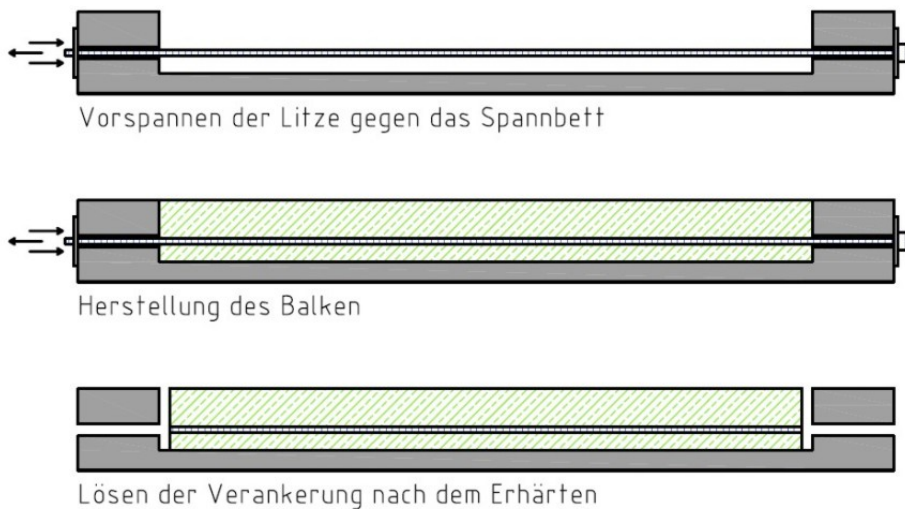 Vorspannen der Litze gegen das Spannbett
Herstellung des Balken
Lösen der Verankerung nach dem Erhärten